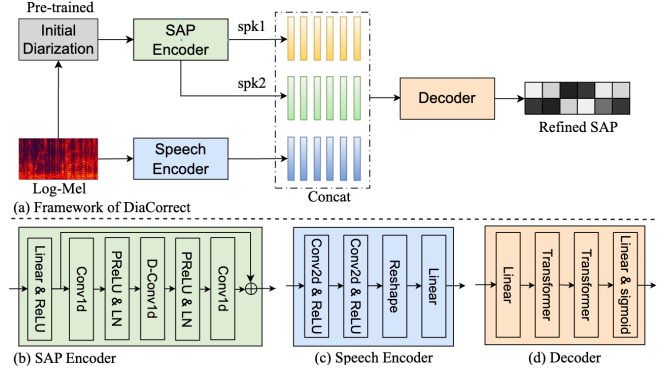 Pre-trained
Initial
Diarization
SAP
Encoder
spk1
spk2
Decoder
Refined SAP
Speech
Encoder
Log-Mel
Concat
(a) Framework of DiaCorrect
Linear & ReLU
Conv1d
PReLU & LN
D-Conv1d
PReLU & LN
Conv1d
(b) SAP Encoder
Conv2d & ReLU
Conv2d & ReLU
Reshape
Linear
(c) Speech Encoder
Linear
Transformer
Transformer
Linear & sigmoid
(d) Decoder